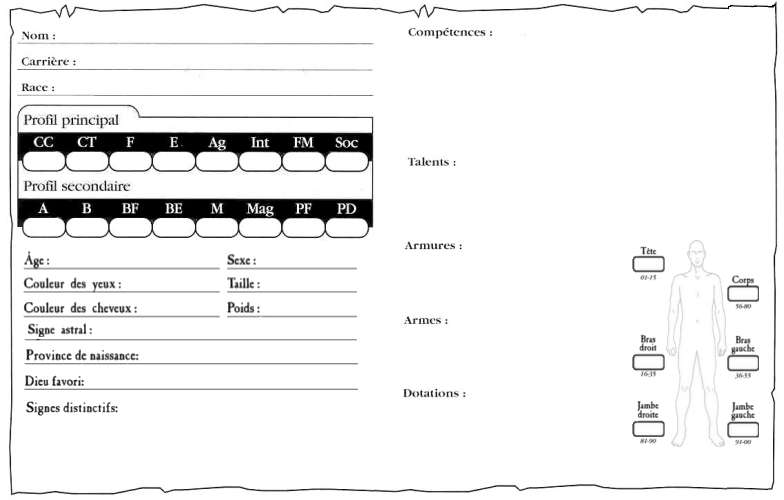 Nom :
Carrière :
Race :
Profil principal
CC CT F E Ag Int FM Soc
Profil secondaire
A B BF BE M Mag PF PD
Âge :
Sexe :
Couleur des yeux :
Taille :
Couleur des cheveux :
Poids :
Signe astral :
Province de naissance:
Dieu favori:
Signes distinctifs:
Compétences :
Talents :
Armures :
Armes :
Dotations :
Tête
01-15
Corps
56-80
Bras
droit
16-35
Bras
gauche
36-55
Jambe
droite
81-90
Jambe
gauche
91-00